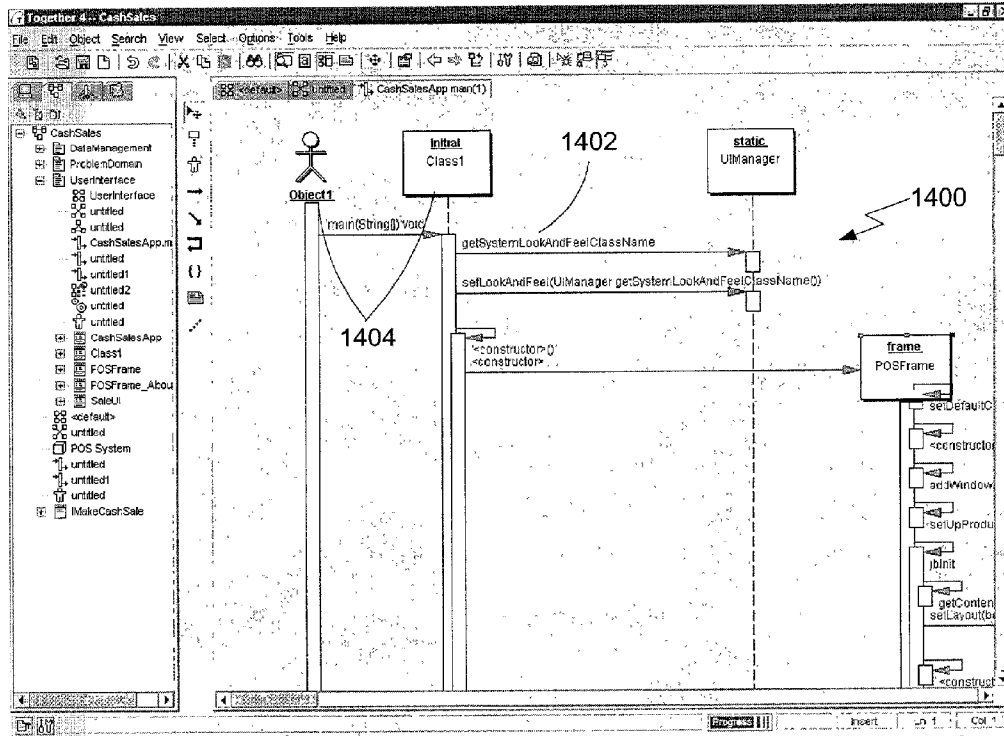 Together 4 -- CashSales
File Edit Object Search View Select Options Tools Help
<default> untitled CashSalesApp main(1)
CashSales
DataManagement
ProblemDomain
UserInterface
UserInterface
untitled
untitled
CashSalesApp.m
untitled
untitled1
untitled2
untitled
untitled
CashSalesApp
Class1
POSFrame
POSFrame_Abou
SaleUI
<default>
untitled
POS System
untitled
untitled1
untitled
IMakeCashSale
Object1
Initial
Class1
1402
static
UIManager
1400
'main(String[]) void
getSystemLookAndFeelClassName
setLookAndFeel(UIManager getSystemLookAndFeelClassName())
1404
'<constructor>()'
<constructor>
frame
POSFrame
setDefaultC
<constructor
addWindow
setUpProdu
jbInit
getConten
setLayout(b
<construct
Progress Insert Ln 1 Col 1